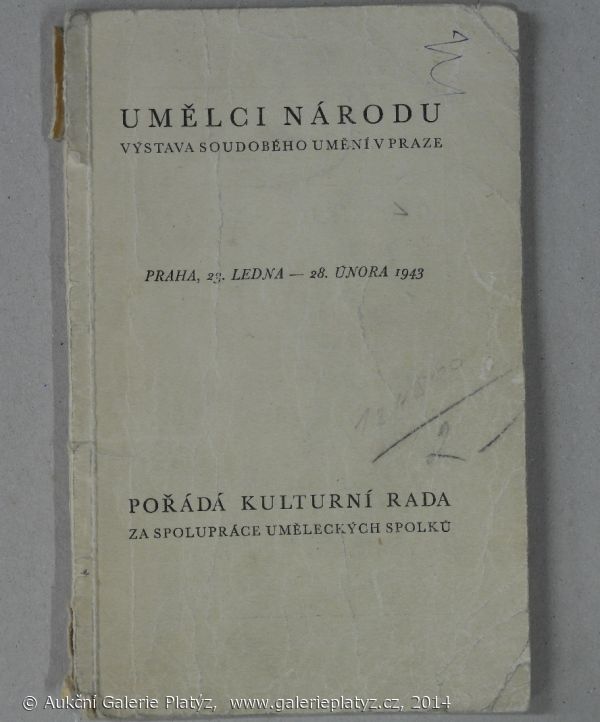 UMĚLCI NÁRODU
VÝSTAVA SOUDOBÉHO UMĚNÍ V PRAZE
PRAHA, 23. LEDNA — 28. ÚNORA 1943
2
POŘÁDÁ KULTURNÍ RADA
ZA SPOLUPRÁCE UMĚLECKÝCH SPOLKŮ
© Aukční Galerie Platýz, www.galerieplatyz.cz, 2014